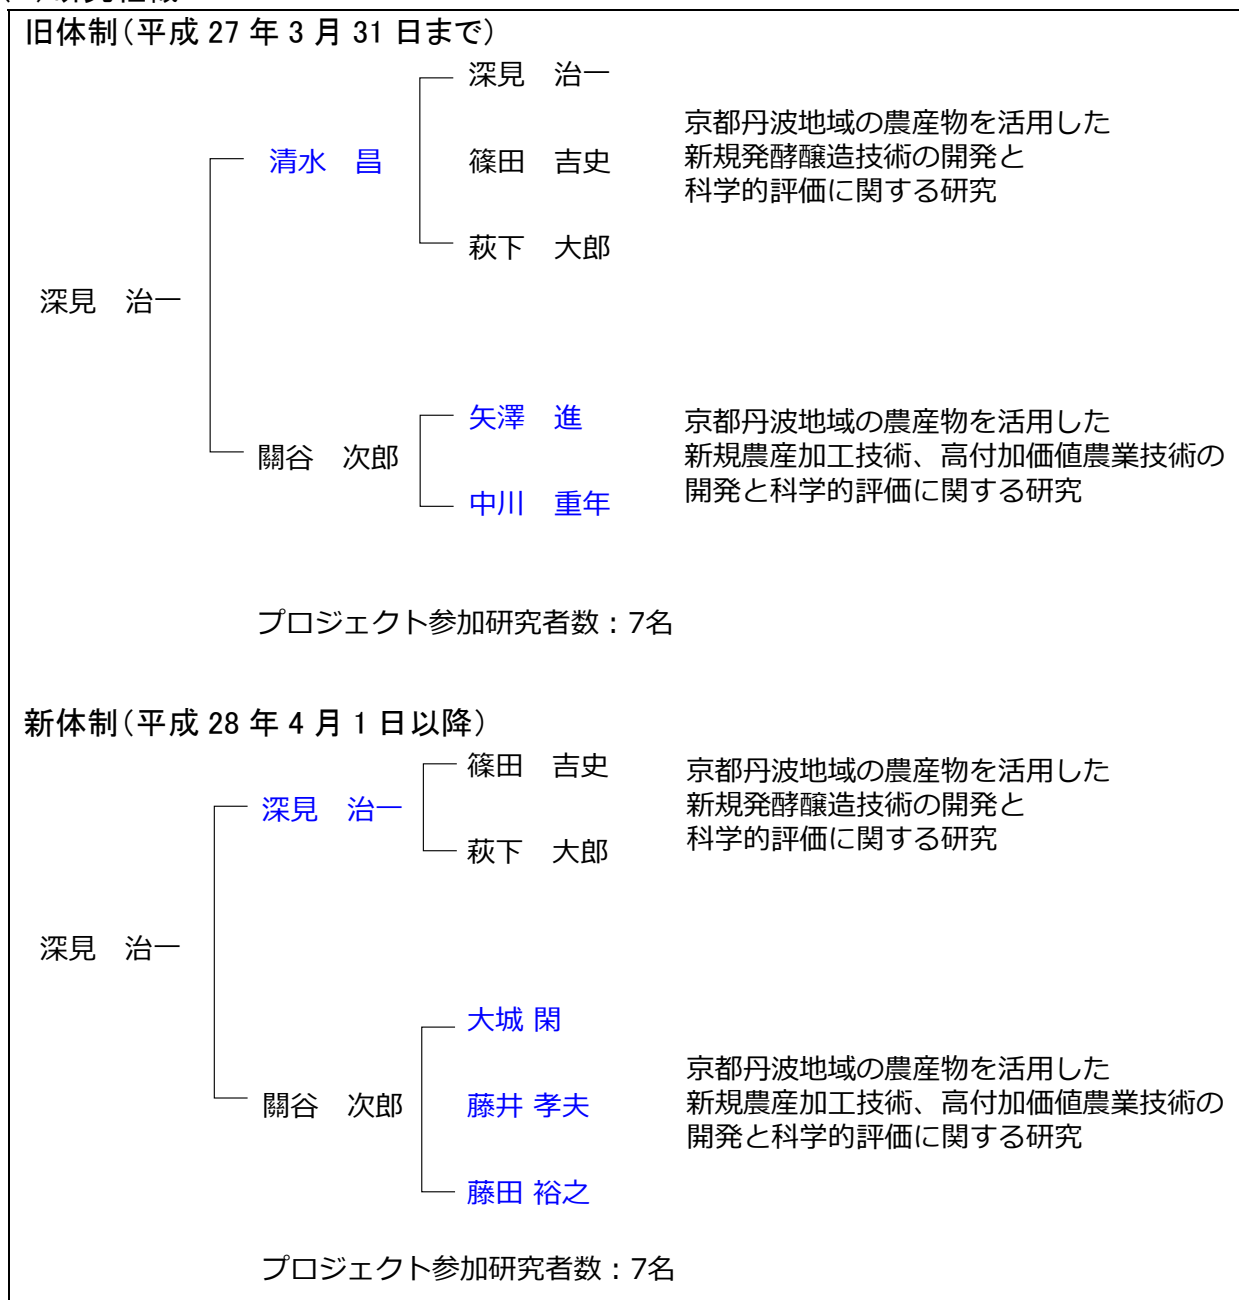 旧体制(平成 27 年 3 月 31 日まで)
深見 治一
清水 昌
深見 治一
篠田 吉史
萩下 大郎
京都丹波地域の農産物を活用した
新規発酵醸造技術の開発と
科学的評価に関する研究
關谷 次郎
矢澤 進
中川 重年
京都丹波地域の農産物を活用した
新規農産加工技術、高付加価値農業技術の
開発と科学的評価に関する研究
プロジェクト参加研究者数:7名
新体制(平成 28 年 4 月 1 日以降)
深見 治一
深見 治一
篠田 吉史
萩下 大郎
京都丹波地域の農産物を活用した
新規発酵醸造技術の開発と
科学的評価に関する研究
關谷 次郎
大城 閑
藤井 孝夫
藤田 裕之
京都丹波地域の農産物を活用した
新規農産加工技術、高付加価値農業技術の
開発と科学的評価に関する研究
プロジェクト参加研究者数:7名